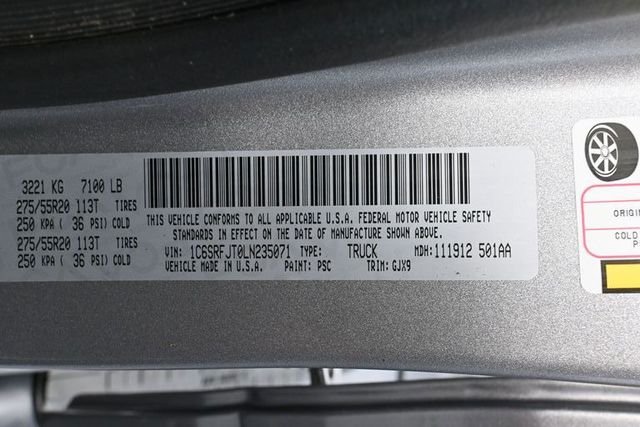 3221 KG 7100 LB
275/55R20 113T TIRES
250 KPA ( 36 PSI) COLD
275/55R20 113T TIRES
250 KPA ( 36 PSI) COLD
THIS VEHICLE CONFORMS TO ALL APPLICABLE U.S.A. FEDERAL MOTOR VEHICLE SAFETY
STANDARDS IN EFFECT ON THE DATE OF MANUFACTURE SHOWN ABOVE.
VIN: 1C6SRFJT0LN235071 TYPE: TRUCK MDH: 111912 501AA
VEHICLE MADE IN U.S.A. PAINT: PSC TRIM: GJX9
ORIGI
COLD
P